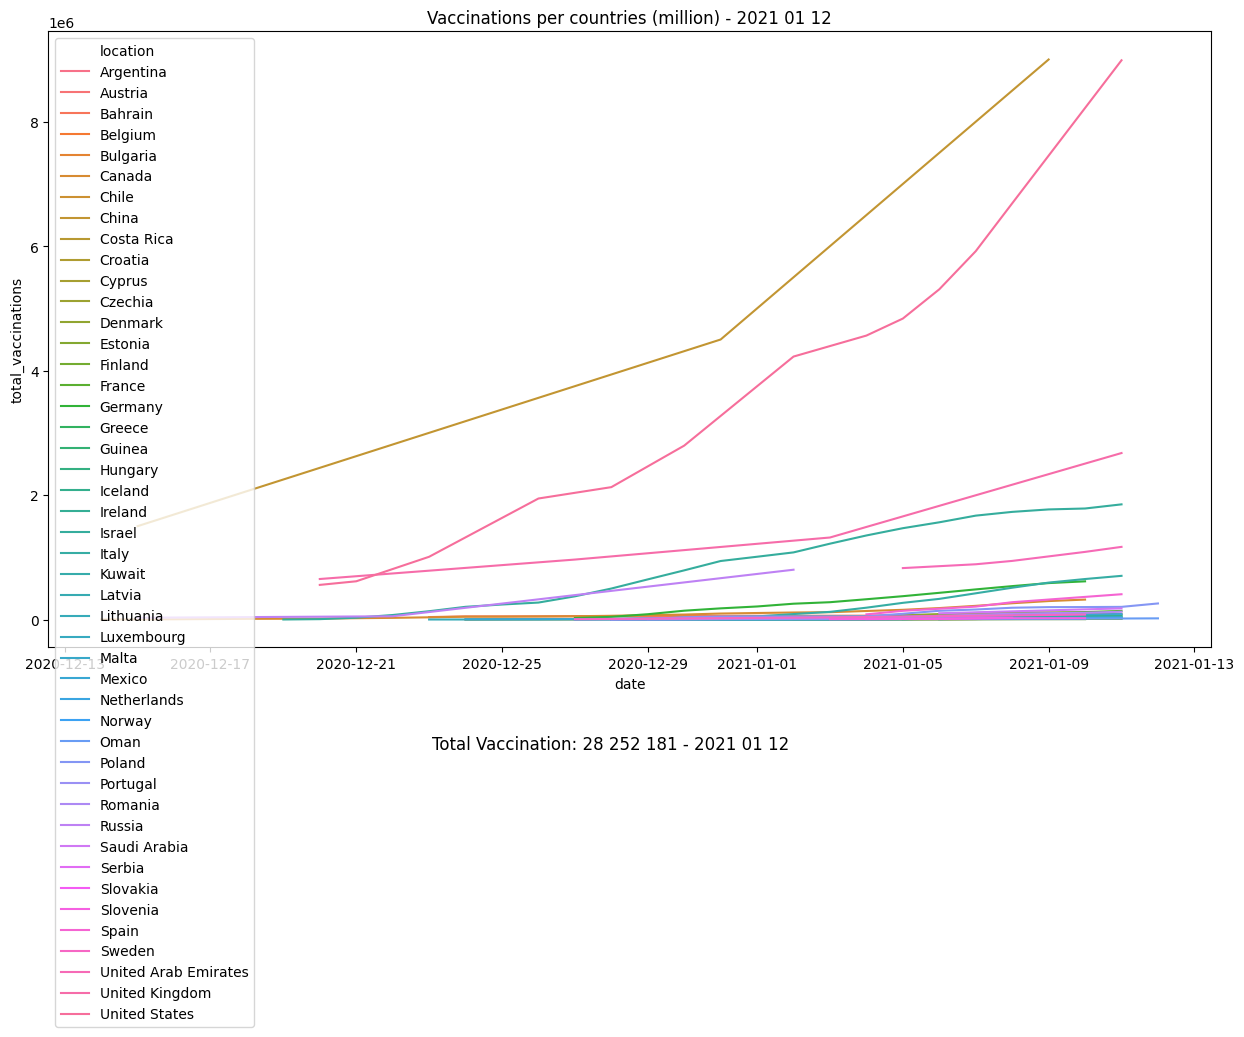 Vaccinations per countries (million) - 2021 01 12
1e6
8
6
4
2
0
total_vaccinations
location
Argentina
Austria
Bahrain
Belgium
Bulgaria
Canada
Chile
China
Costa Rica
Croatia
Cyprus
Czechia
Denmark
Estonia
Finland
France
Germany
Greece
Guinea
Hungary
Iceland
Ireland
Israel
Italy
Kuwait
Latvia
Lithuania
Luxembourg
Malta
Mexico
Netherlands
Norway
Oman
Poland
Portugal
Romania
Russia
Saudi Arabia
Serbia
Slovakia
Slovenia
Spain
Sweden
United Arab Emirates
United Kingdom
United States
2020-12-13 2020-12-17 2020-12-21 2020-12-25 2020-12-29 2021-01-01 2021-01-05 2021-01-09 2021-01-13
date
Total Vaccination: 28 252 181 - 2021 01 12